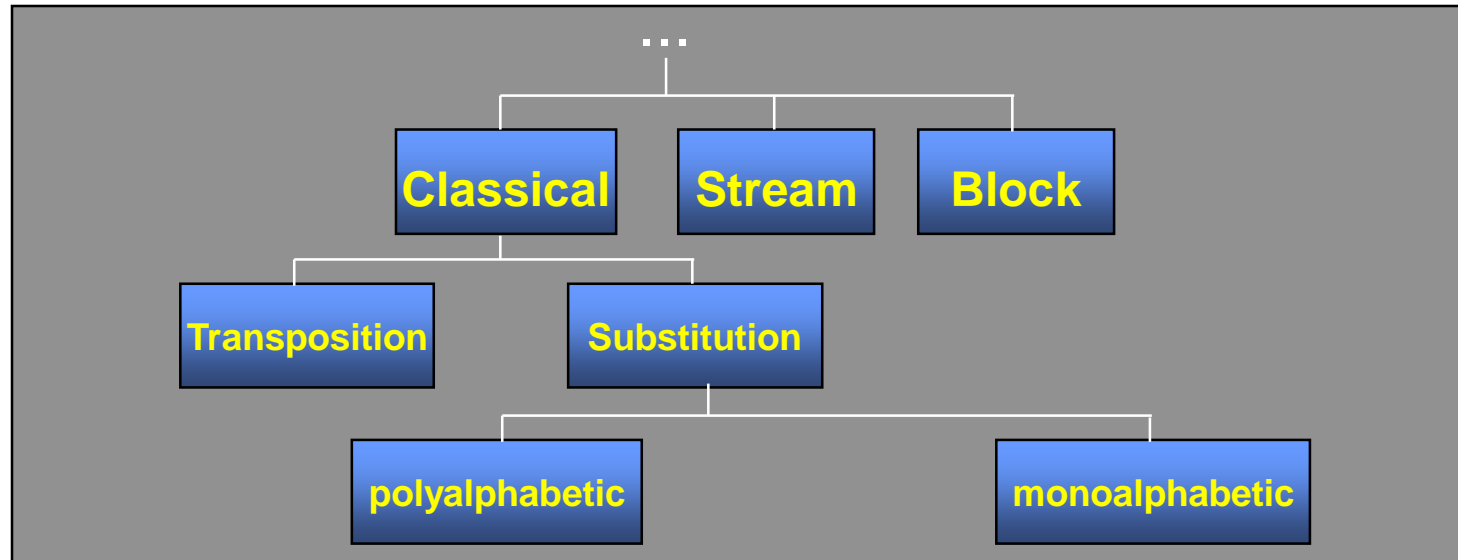 ...
Classical
Stream
Block
Transposition
Substitution
polyalphabetic
monoalphabetic